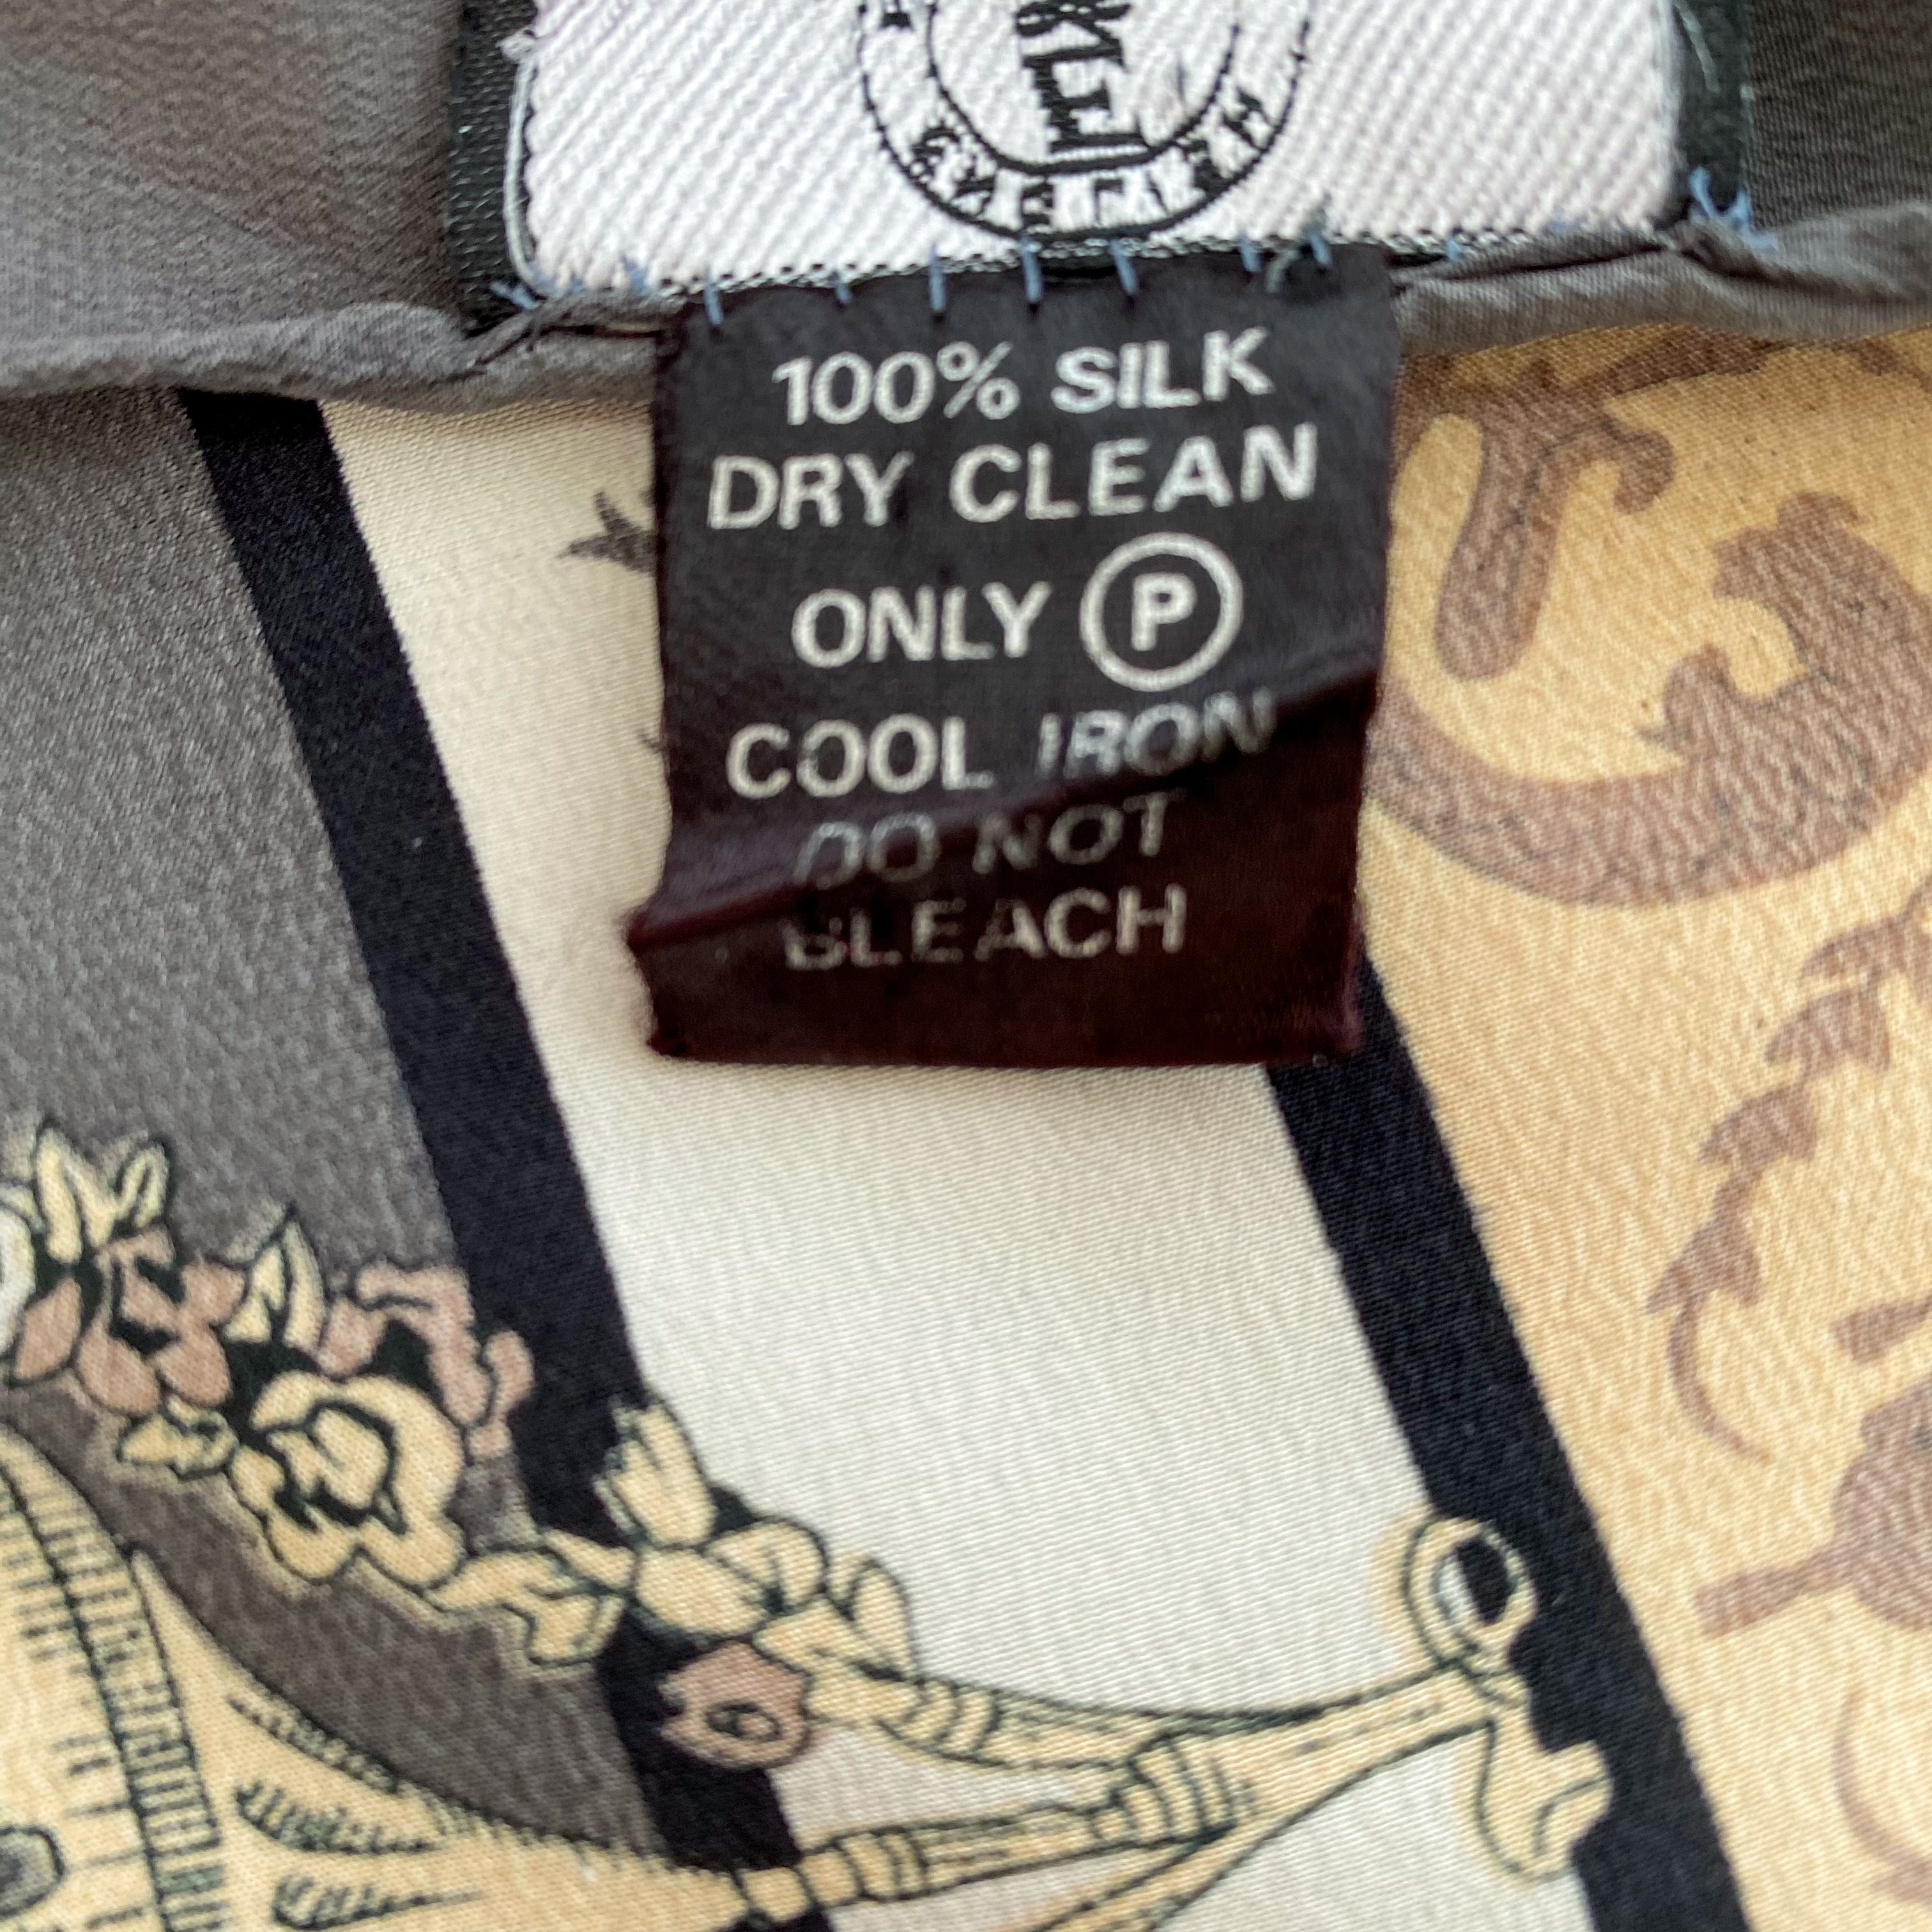 100% SILK
DRY CLEAN
ONLY Ⓟ
COOL IRON
DO NOT
BLEACH